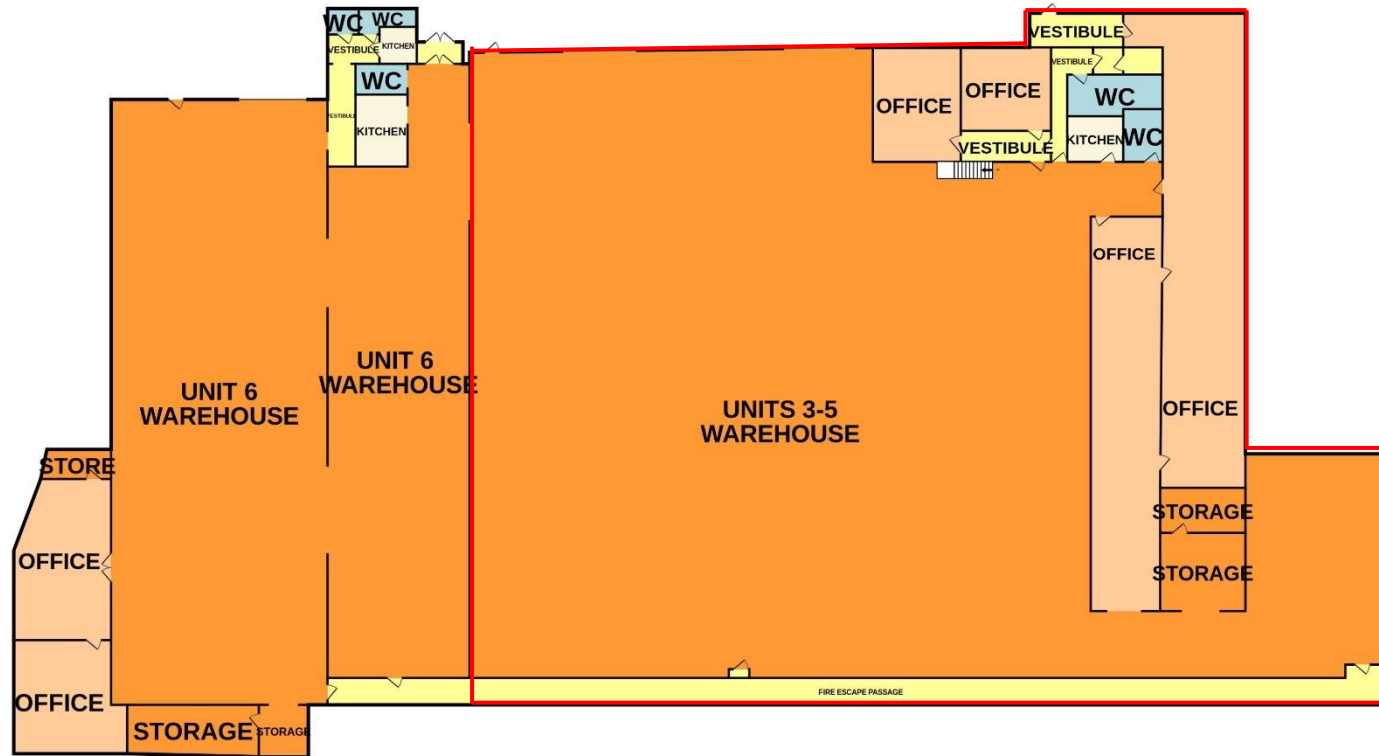 WC
WC
VESTIBULE
KITCHEN
WC
VESTIBULE
KITCHEN
VESTIBULE
VESTIBULE
OFFICE
OFFICE
WC
VESTIBULE
KITCHEN
WC
OFFICE
UNIT 6
WAREHOUSE
UNIT 6
WAREHOUSE
UNITS 3-5
WAREHOUSE
OFFICE
STORE
STORAGE
OFFICE
STORAGE
OFFICE
STORAGE
STORAGE
FIRE ESCAPE PASSAGE